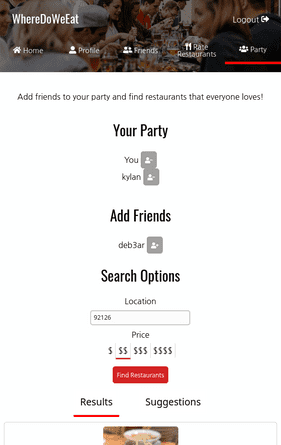 WhereDoWeEat
Logout
Home
Profile
Friends
Rate Restaurants
Party
Add friends to your party and find restaurants that everyone loves!
Your Party
You
kylan
Add Friends
deb3ar
Search Options
Location
92126
Price
$ $$ $$$ $$$$
Find Restaurants
Results Suggestions